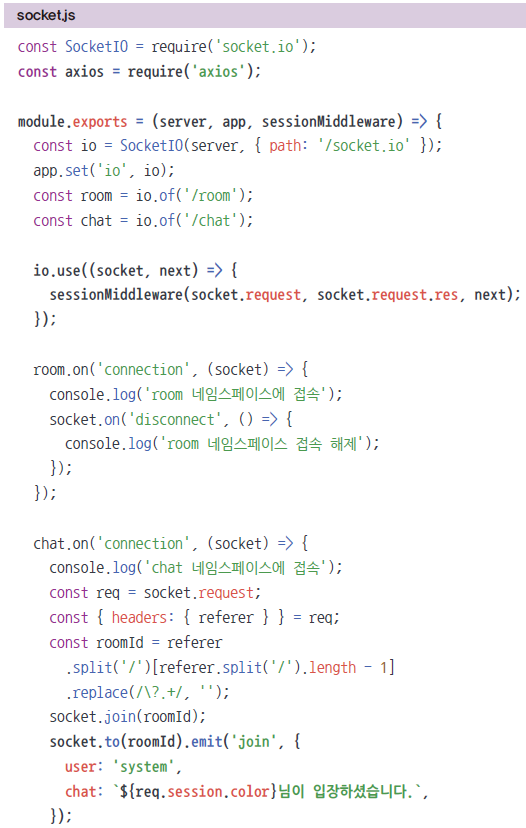 socket.js
const SocketIO = require('socket.io');
const axios = require('axios');
module.exports = (server, app, sessionMiddleware) => {
const io = SocketIO(server, { path: '/socket.io' });
app.set('io', io);
const room = io.of('/room');
const chat = io.of('/chat');
io.use((socket, next) => {
sessionMiddleware(socket.request, socket.request.res, next);
});
room.on('connection', (socket) => {
console.log('room 네임스페이스에 접속');
socket.on('disconnect', () => {
console.log('room 네임스페이스 접속 해제');
});
});
chat.on('connection', (socket) => {
console.log('chat 네임스페이스에 접속');
const req = socket.request;
const { headers: { referer } } = req;
const roomId = referer
.split('/')[referer.split('/').length - 1]
.replace(/\?.+/, '');
socket.join(roomId);
socket.to(roomId).emit('join', {
user: 'system',
chat: `${req.session.color}님이 입장하셨습니다.`,
});